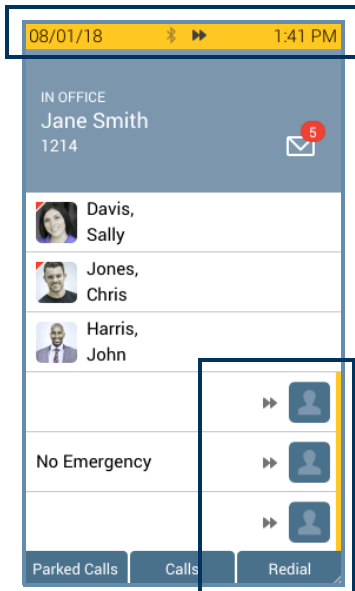 08/01/18 1:41 PM
IN OFFICE
Jane Smith
1214
5
Davis,
Sally
Jones,
Chris
Harris,
John
No Emergency
Parked Calls Calls Redial